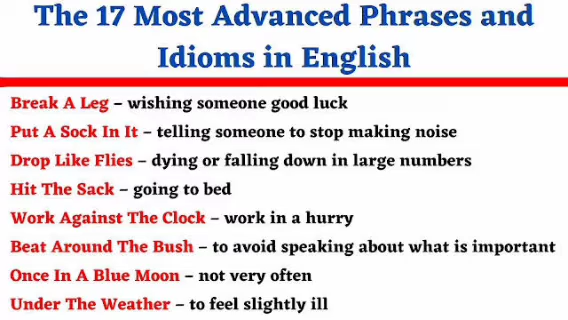 The 17 Most Advanced Phrases and
Idioms in English
Break A Leg – wishing someone good luck
Put A Sock In It – telling someone to stop making noise
Drop Like Flies – dying or falling down in large numbers
Hit The Sack – going to bed
Work Against The Clock – work in a hurry
Beat Around The Bush – to avoid speaking about what is important
Once In A Blue Moon – not very often
Under The Weather – to feel slightly ill